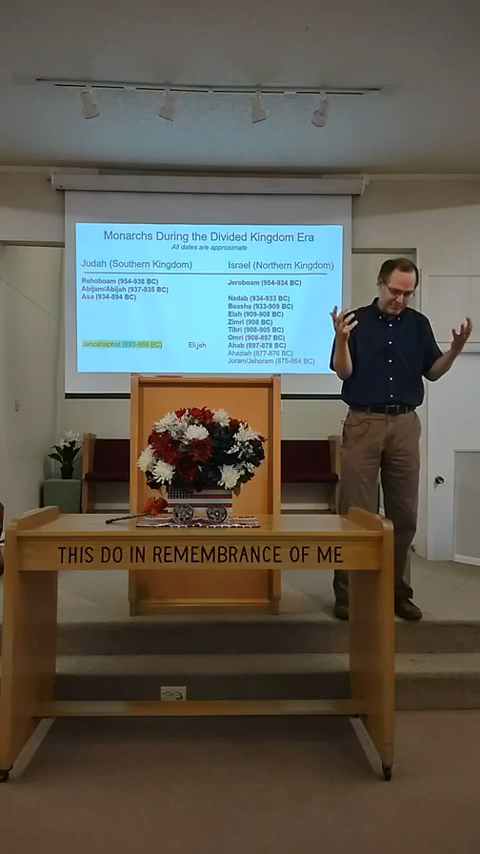 Monarchs During the Divided Kingdom Era
All dates are approximate
Judah (Southern Kingdom)
Rehoboam (954-938 BC)
Abijam/Abijah (937-935 BC)
Asa (934-894 BC)
Jehoshaphat (893-869 BC)
Elijah
Israel (Northern Kingdom)
Jeroboam (954-934 BC)
Nadab (934-933 BC)
Baasha (933-909 BC)
Elah (909-908 BC)
Zimri (908 BC)
Tibri (908-905 BC)
Omri (908-897 BC)
Ahab (897-878 BC)
Ahaziah (877-876 BC)
Joram/Jehoram (875-864 BC)
THIS DO IN REMEMBRANCE OF ME